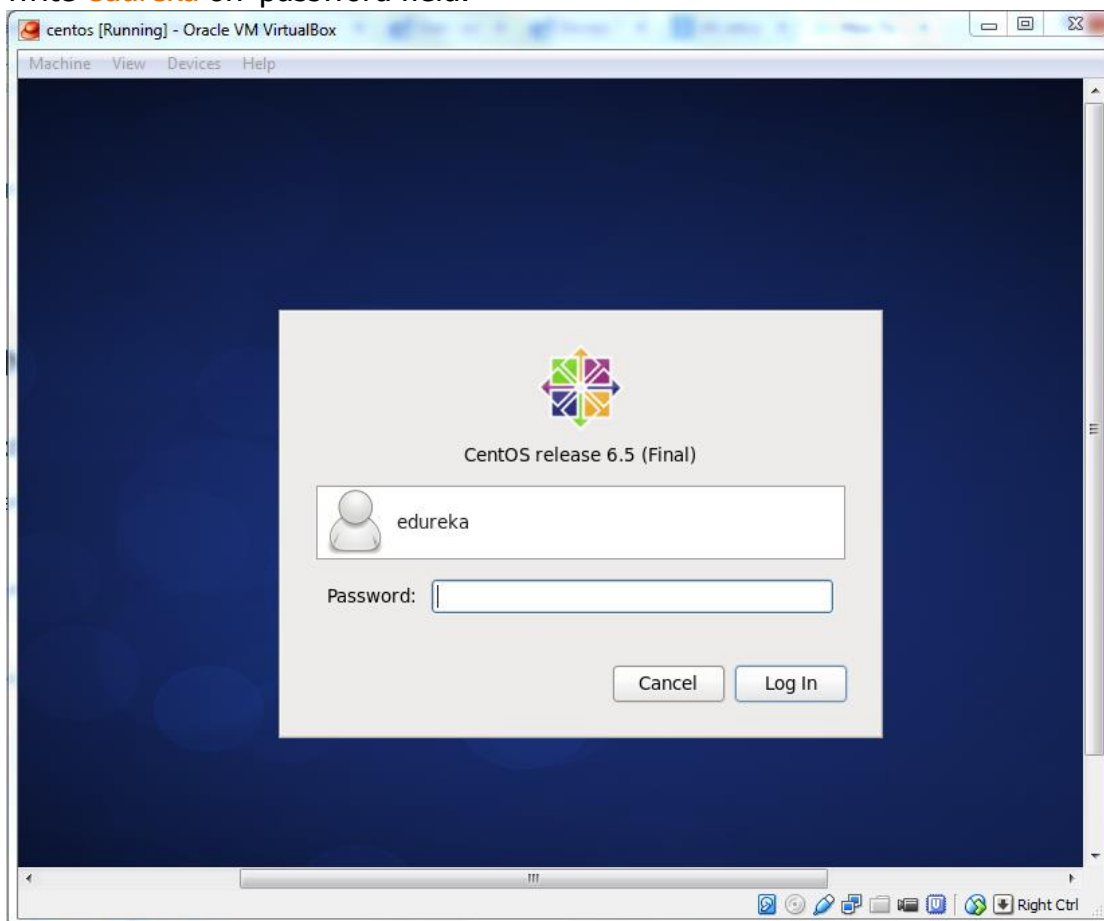 write edureka on password field.
centos [Running] - Oracle VM VirtualBox
Machine View Devices Help
CentOS release 6.5 (Final)
edureka
Password:
Cancel Log In
Right Ctrl